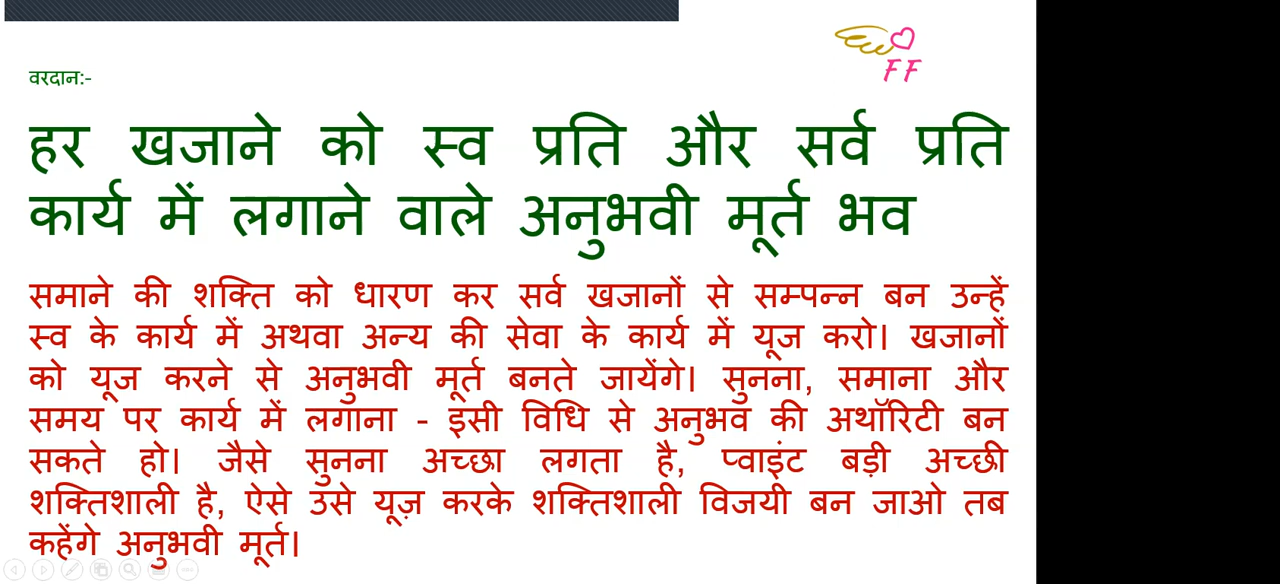 FF
वरदान:-
हर खजाने को स्व प्रति और सर्व प्रति
कार्य में लगाने वाले अनुभवी मूर्त भव
समाने की शक्ति को धारण कर सर्व खजानों से सम्पन्न बन उन्हें
स्व के कार्य में अथवा अन्य की सेवा के कार्य में यूज करो। खजानों
को यूज करने से अनुभवी मूर्त बनते जायेंगे। सुनना, समाना और
समय पर कार्य में लगाना - इसी विधि से अनुभव की अथॉरिटी बन
सकते हो। जैसे सुनना अच्छा लगता है, प्वाइंट बड़ी अच्छी
शक्तिशाली है, ऐसे उसे यूज़ करके शक्तिशाली विजयी बन जाओ तब
कहेंगे अनुभवी मूर्त।